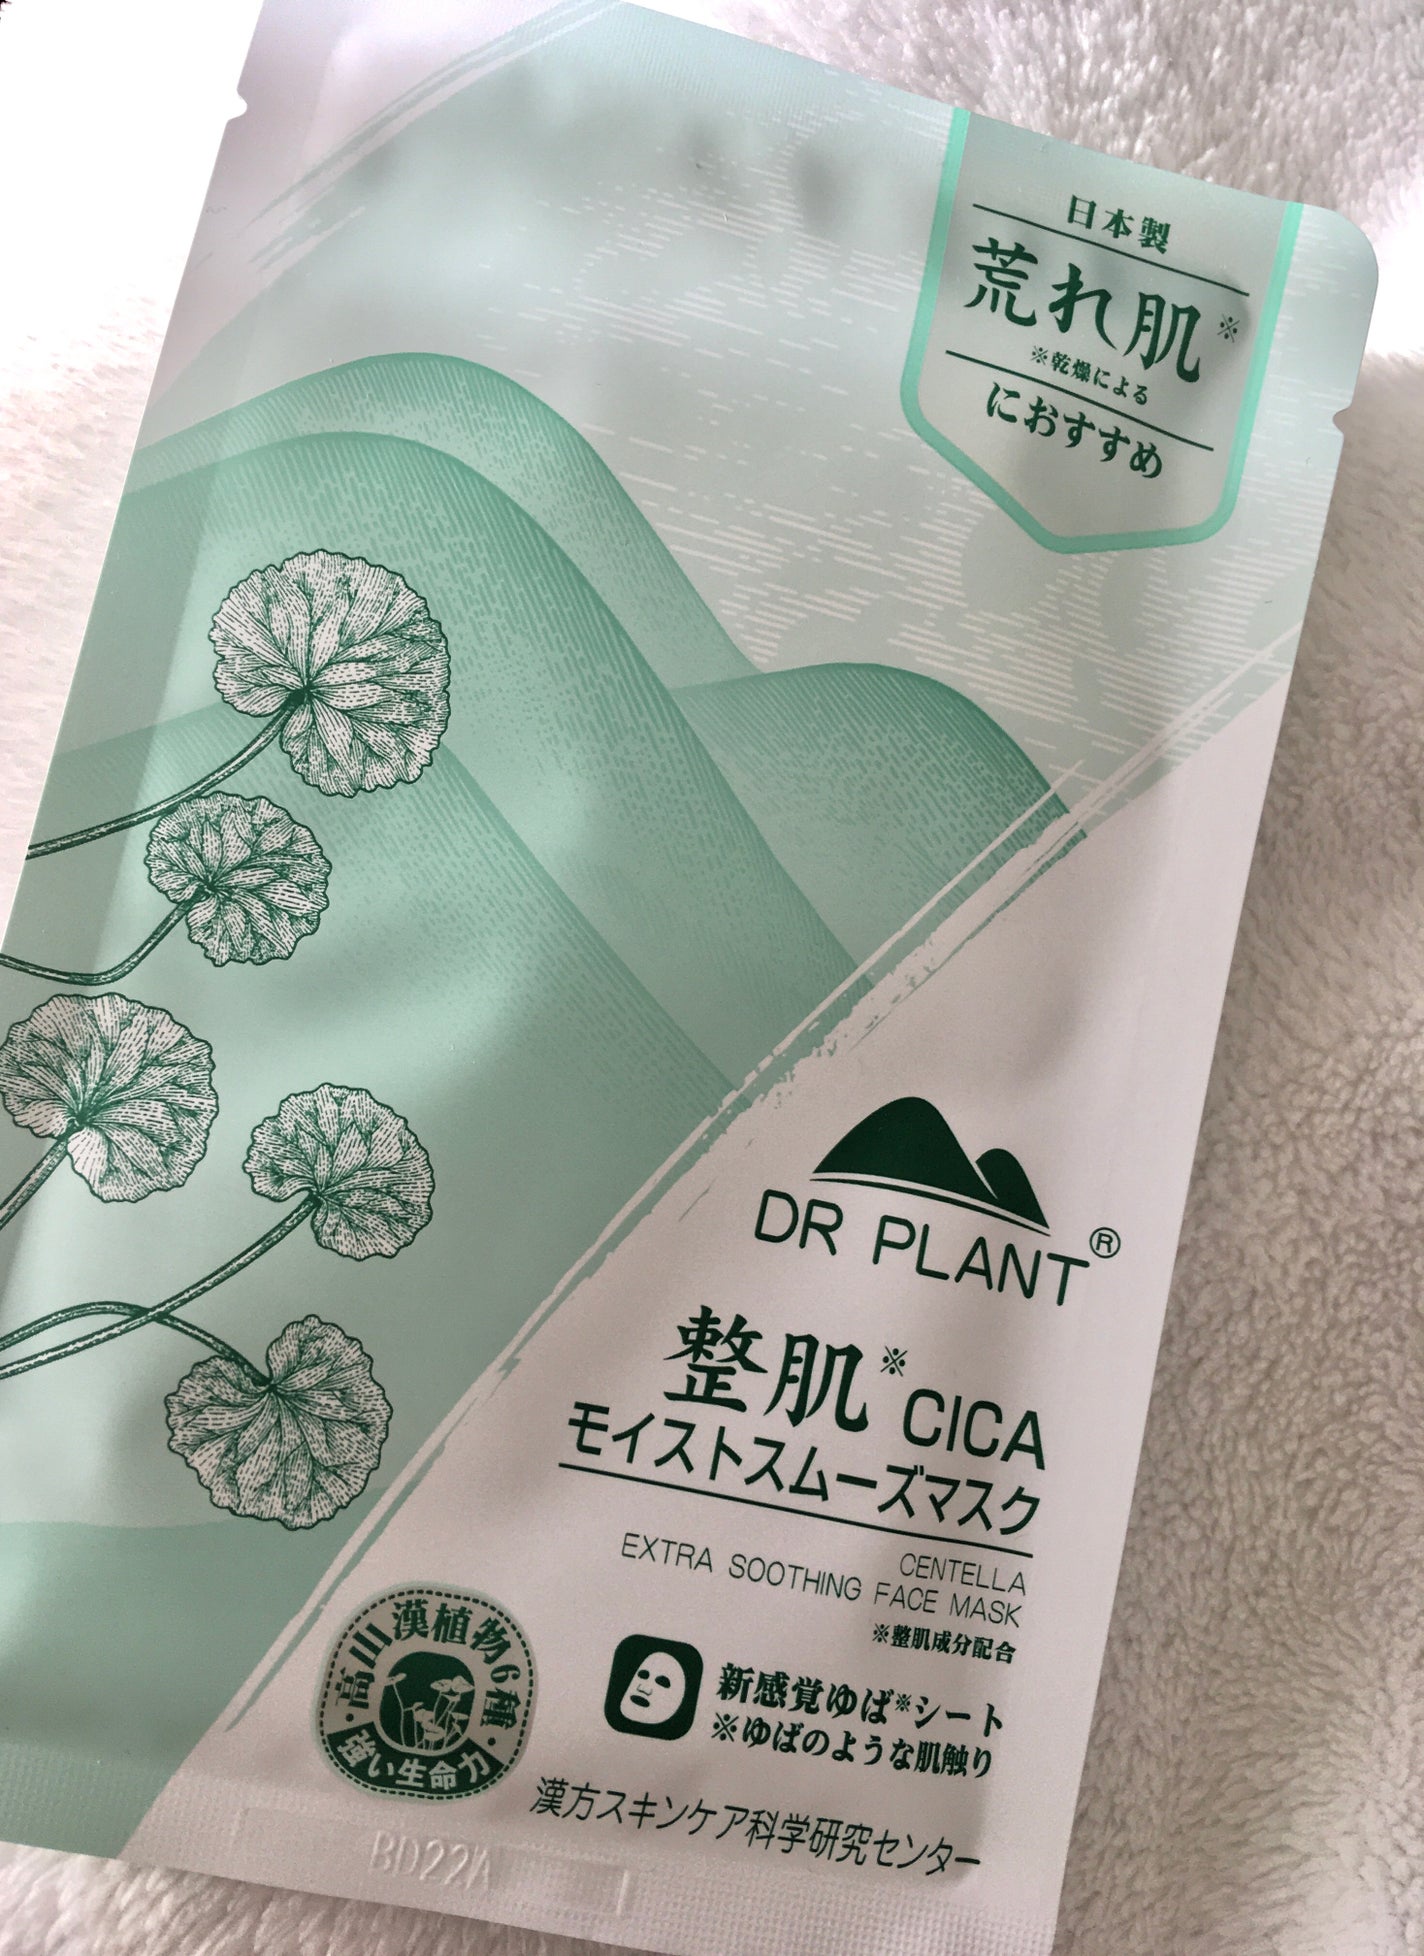 日本製
荒れ肌※
※乾燥による
におすすめ
DR PLANT®
整肌※CICA
モイストスムーズマスク
CENTELLA
EXTRA SOOTHING FACE MASK
※整肌成分配合
・高山漢植物6種・
強い生命力
新感覚ゆば※シート
※ゆばのような肌触り
漢方スキンケア科学研究センター
BD22A